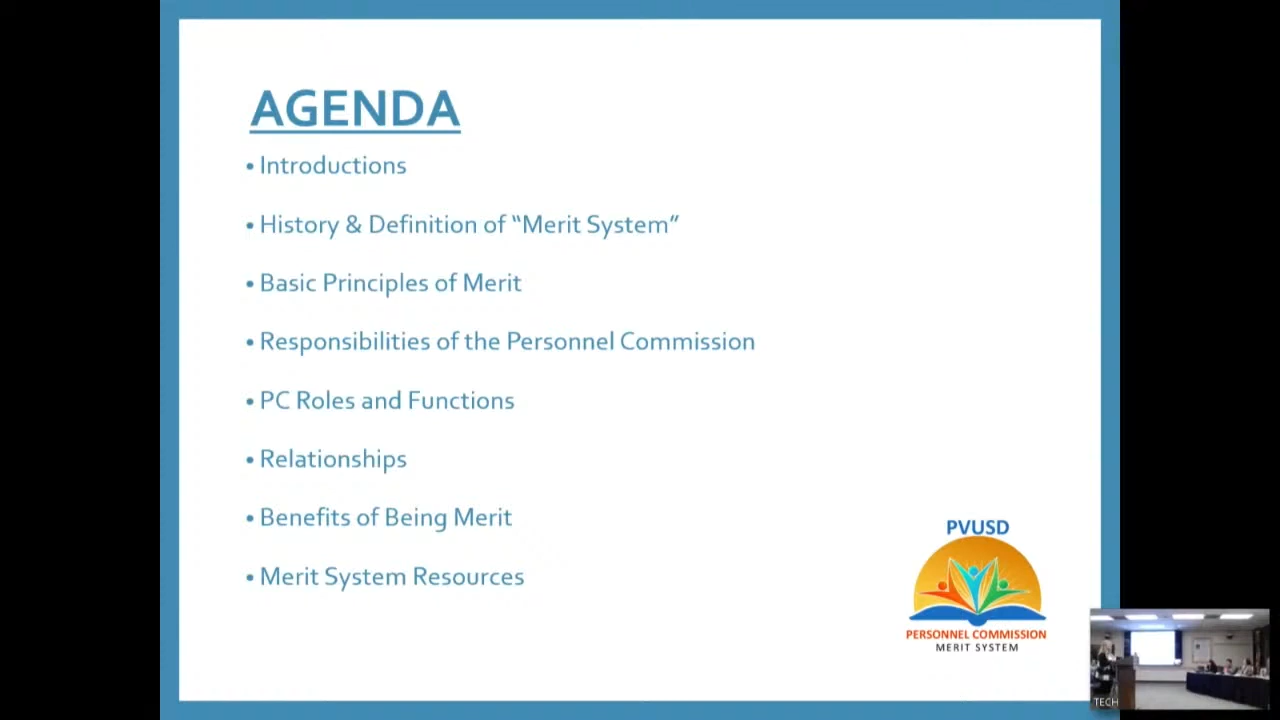 AGENDA
• Introductions
• History & Definition of “Merit System”
• Basic Principles of Merit
• Responsibilities of the Personnel Commission
• PC Roles and Functions
• Relationships
• Benefits of Being Merit
• Merit System Resources
PVUSD
PERSONNEL COMMISSION
MERIT SYSTEM
TECH